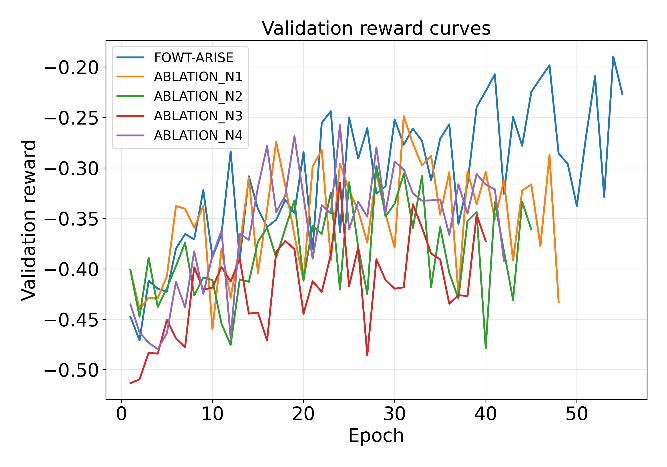 Validation reward curves
FOWT-ARISE
ABLATION_N1
ABLATION_N2
ABLATION_N3
ABLATION_N4
Validation reward
−0.20
−0.25
−0.30
−0.35
−0.40
−0.45
−0.50
0 10 20 30 40 50
Epoch